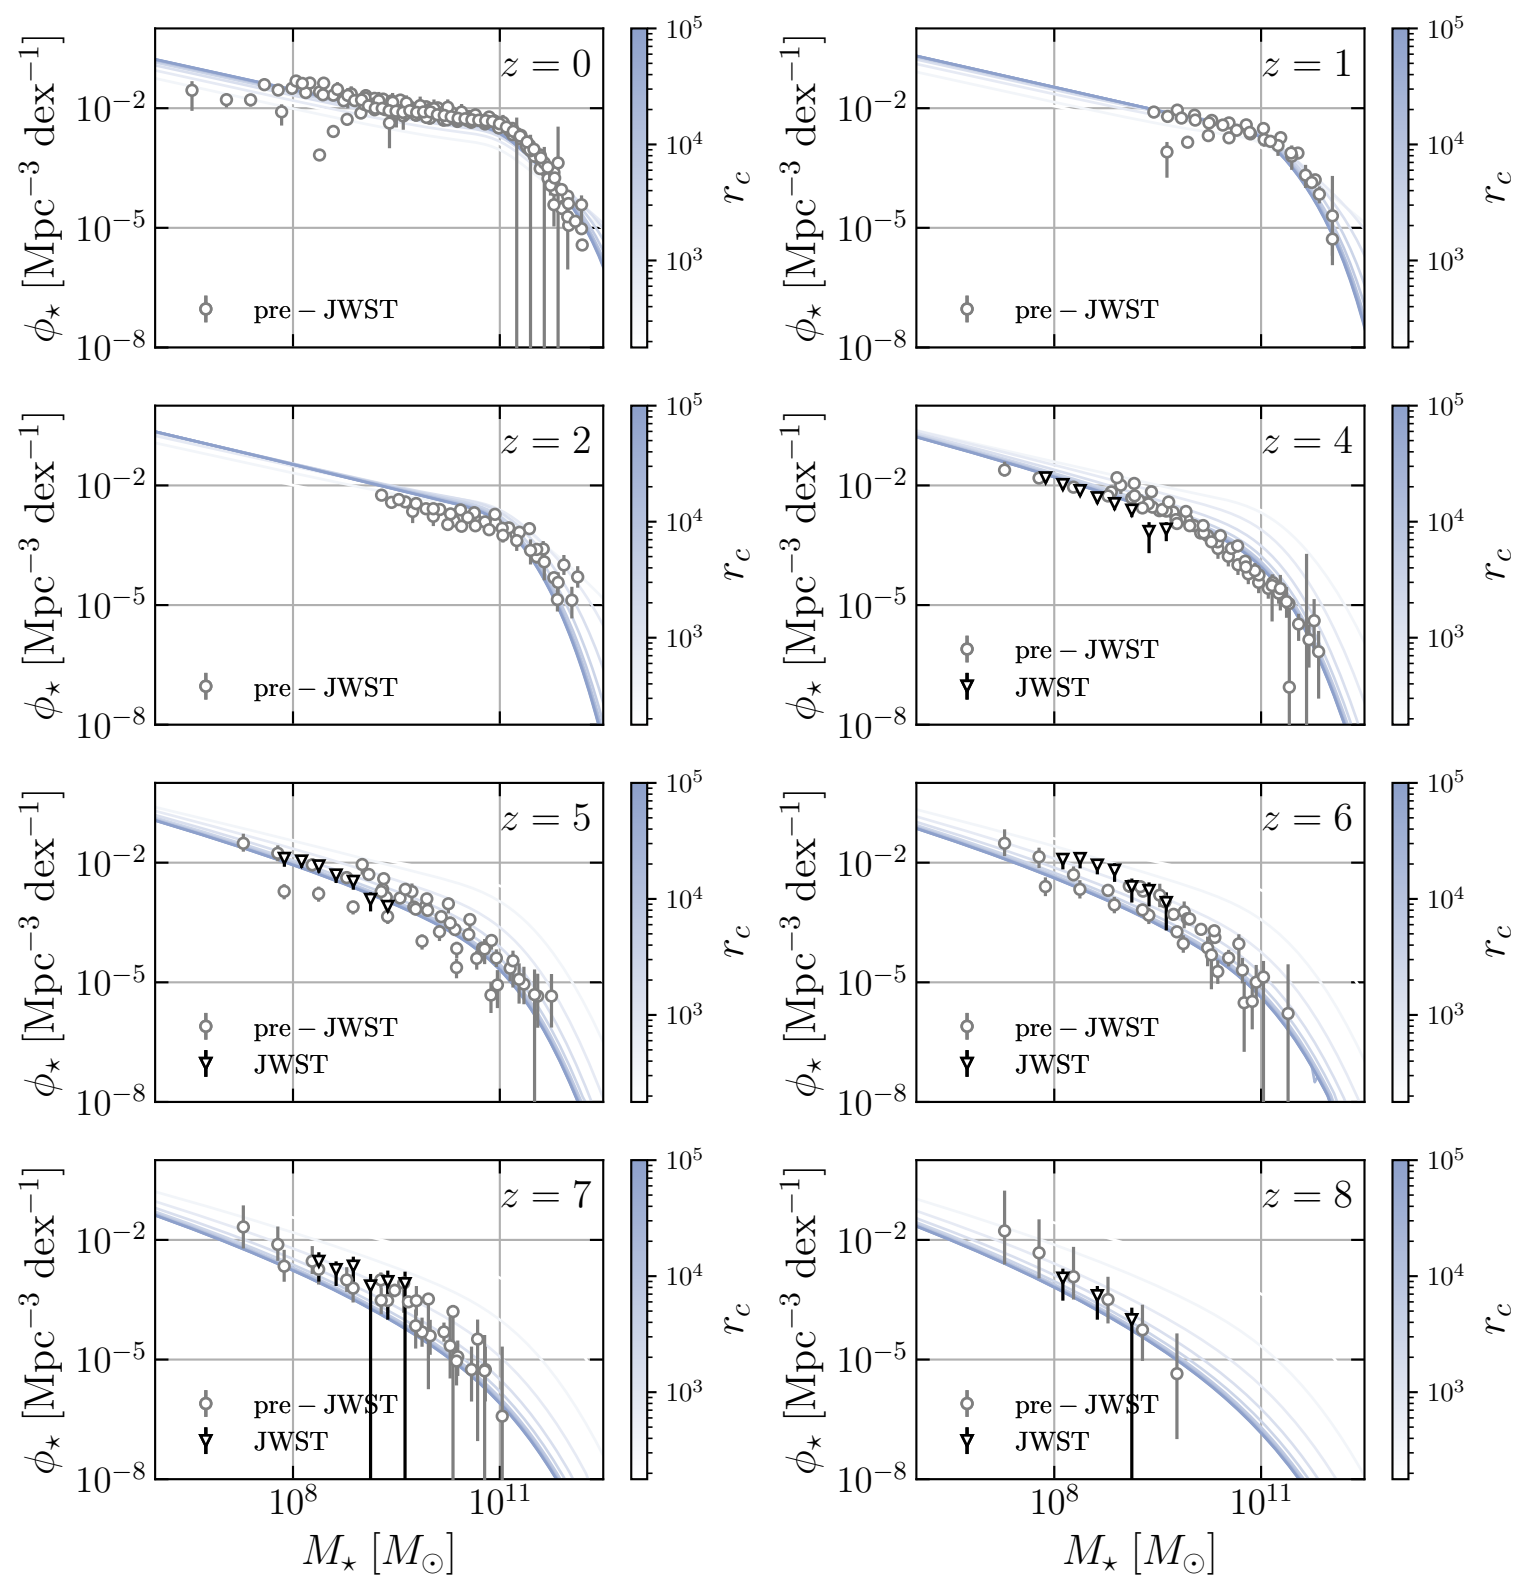 ϕ⋆ [Mpc⁻³ dex⁻¹]
10⁻²
10⁻⁵
10⁻⁸
z = 0
pre − JWST
10⁵
10⁴
10³
r_c
ϕ⋆ [Mpc⁻³ dex⁻¹]
10⁻²
10⁻⁵
10⁻⁸
z = 1
pre − JWST
10⁵
10⁴
10³
r_c
ϕ⋆ [Mpc⁻³ dex⁻¹]
10⁻²
10⁻⁵
10⁻⁸
z = 2
pre − JWST
10⁵
10⁴
10³
r_c
ϕ⋆ [Mpc⁻³ dex⁻¹]
10⁻²
10⁻⁵
10⁻⁸
z = 4
pre − JWST
JWST
10⁵
10⁴
10³
r_c
ϕ⋆ [Mpc⁻³ dex⁻¹]
10⁻²
10⁻⁵
10⁻⁸
z = 5
pre − JWST
JWST
10⁵
10⁴
10³
r_c
ϕ⋆ [Mpc⁻³ dex⁻¹]
10⁻²
10⁻⁵
10⁻⁸
z = 6
pre − JWST
JWST
10⁵
10⁴
10³
r_c
ϕ⋆ [Mpc⁻³ dex⁻¹]
10⁻²
10⁻⁵
10⁻⁸
z = 7
pre − JWST
JWST
10⁸
10¹¹
M⋆ [M⊙]
10⁵
10⁴
10³
r_c
ϕ⋆ [Mpc⁻³ dex⁻¹]
10⁻²
10⁻⁵
10⁻⁸
z = 8
pre − JWST
JWST
10⁸
10¹¹
M⋆ [M⊙]
10⁵
10⁴
10³
r_c